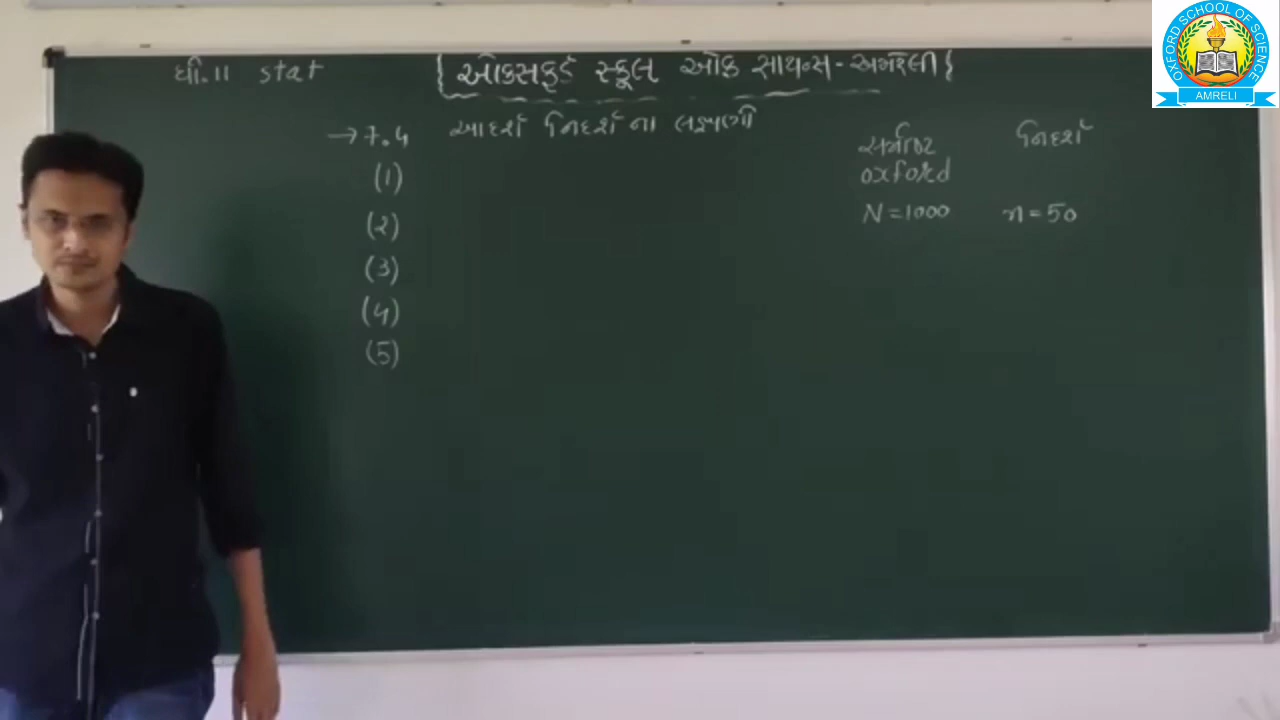 ધો.11 stat
{ઓક્સફર્ડ સ્કૂલ ઓફ સાયન્સ - અમરેલી}
→ 7.4 આદર્શ નિદર્શના લક્ષણો
(1)
(2)
(3)
(4)
(5)
સમષ્ટિ નિદર્શ
oxford
N = 1000 n = 50
OXFORD SCHOOL OF SCIENCE
AMRELI